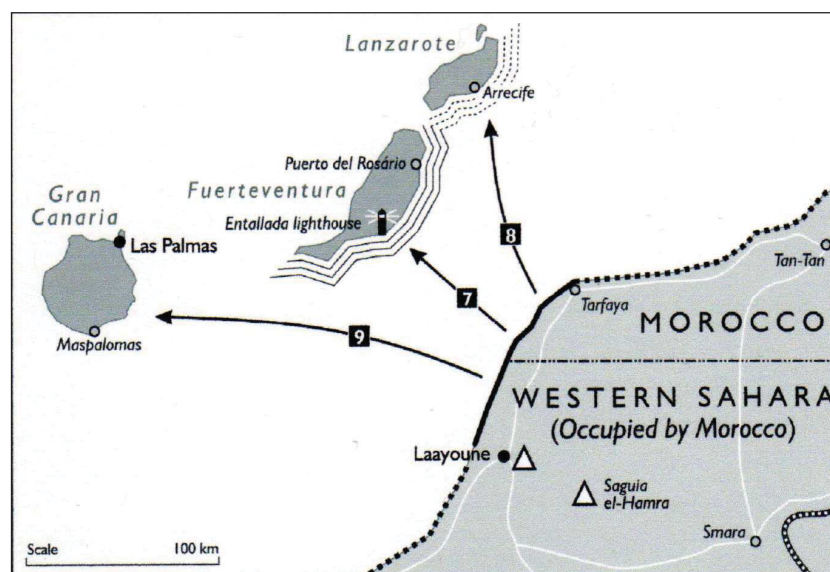 Lanzarote
Arrecife
Puerto del Rosário
Fuerteventura
Entallada lighthouse
Gran
Canaria
Las Palmas
Maspalomas
8
7
9
Tan-Tan
Tarfaya
MOROCCO
WESTERN SAHARA
(Occupied by Morocco)
Laayoune
Saguia
el-Hamra
Smara
Scale 100 km